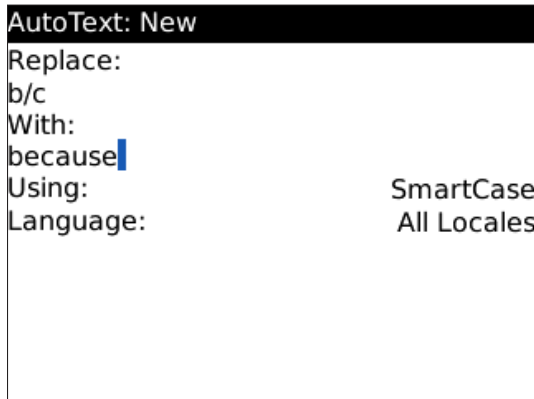 AutoText: New
Replace:
b/c
With:
because
Using: SmartCase
Language: All Locales